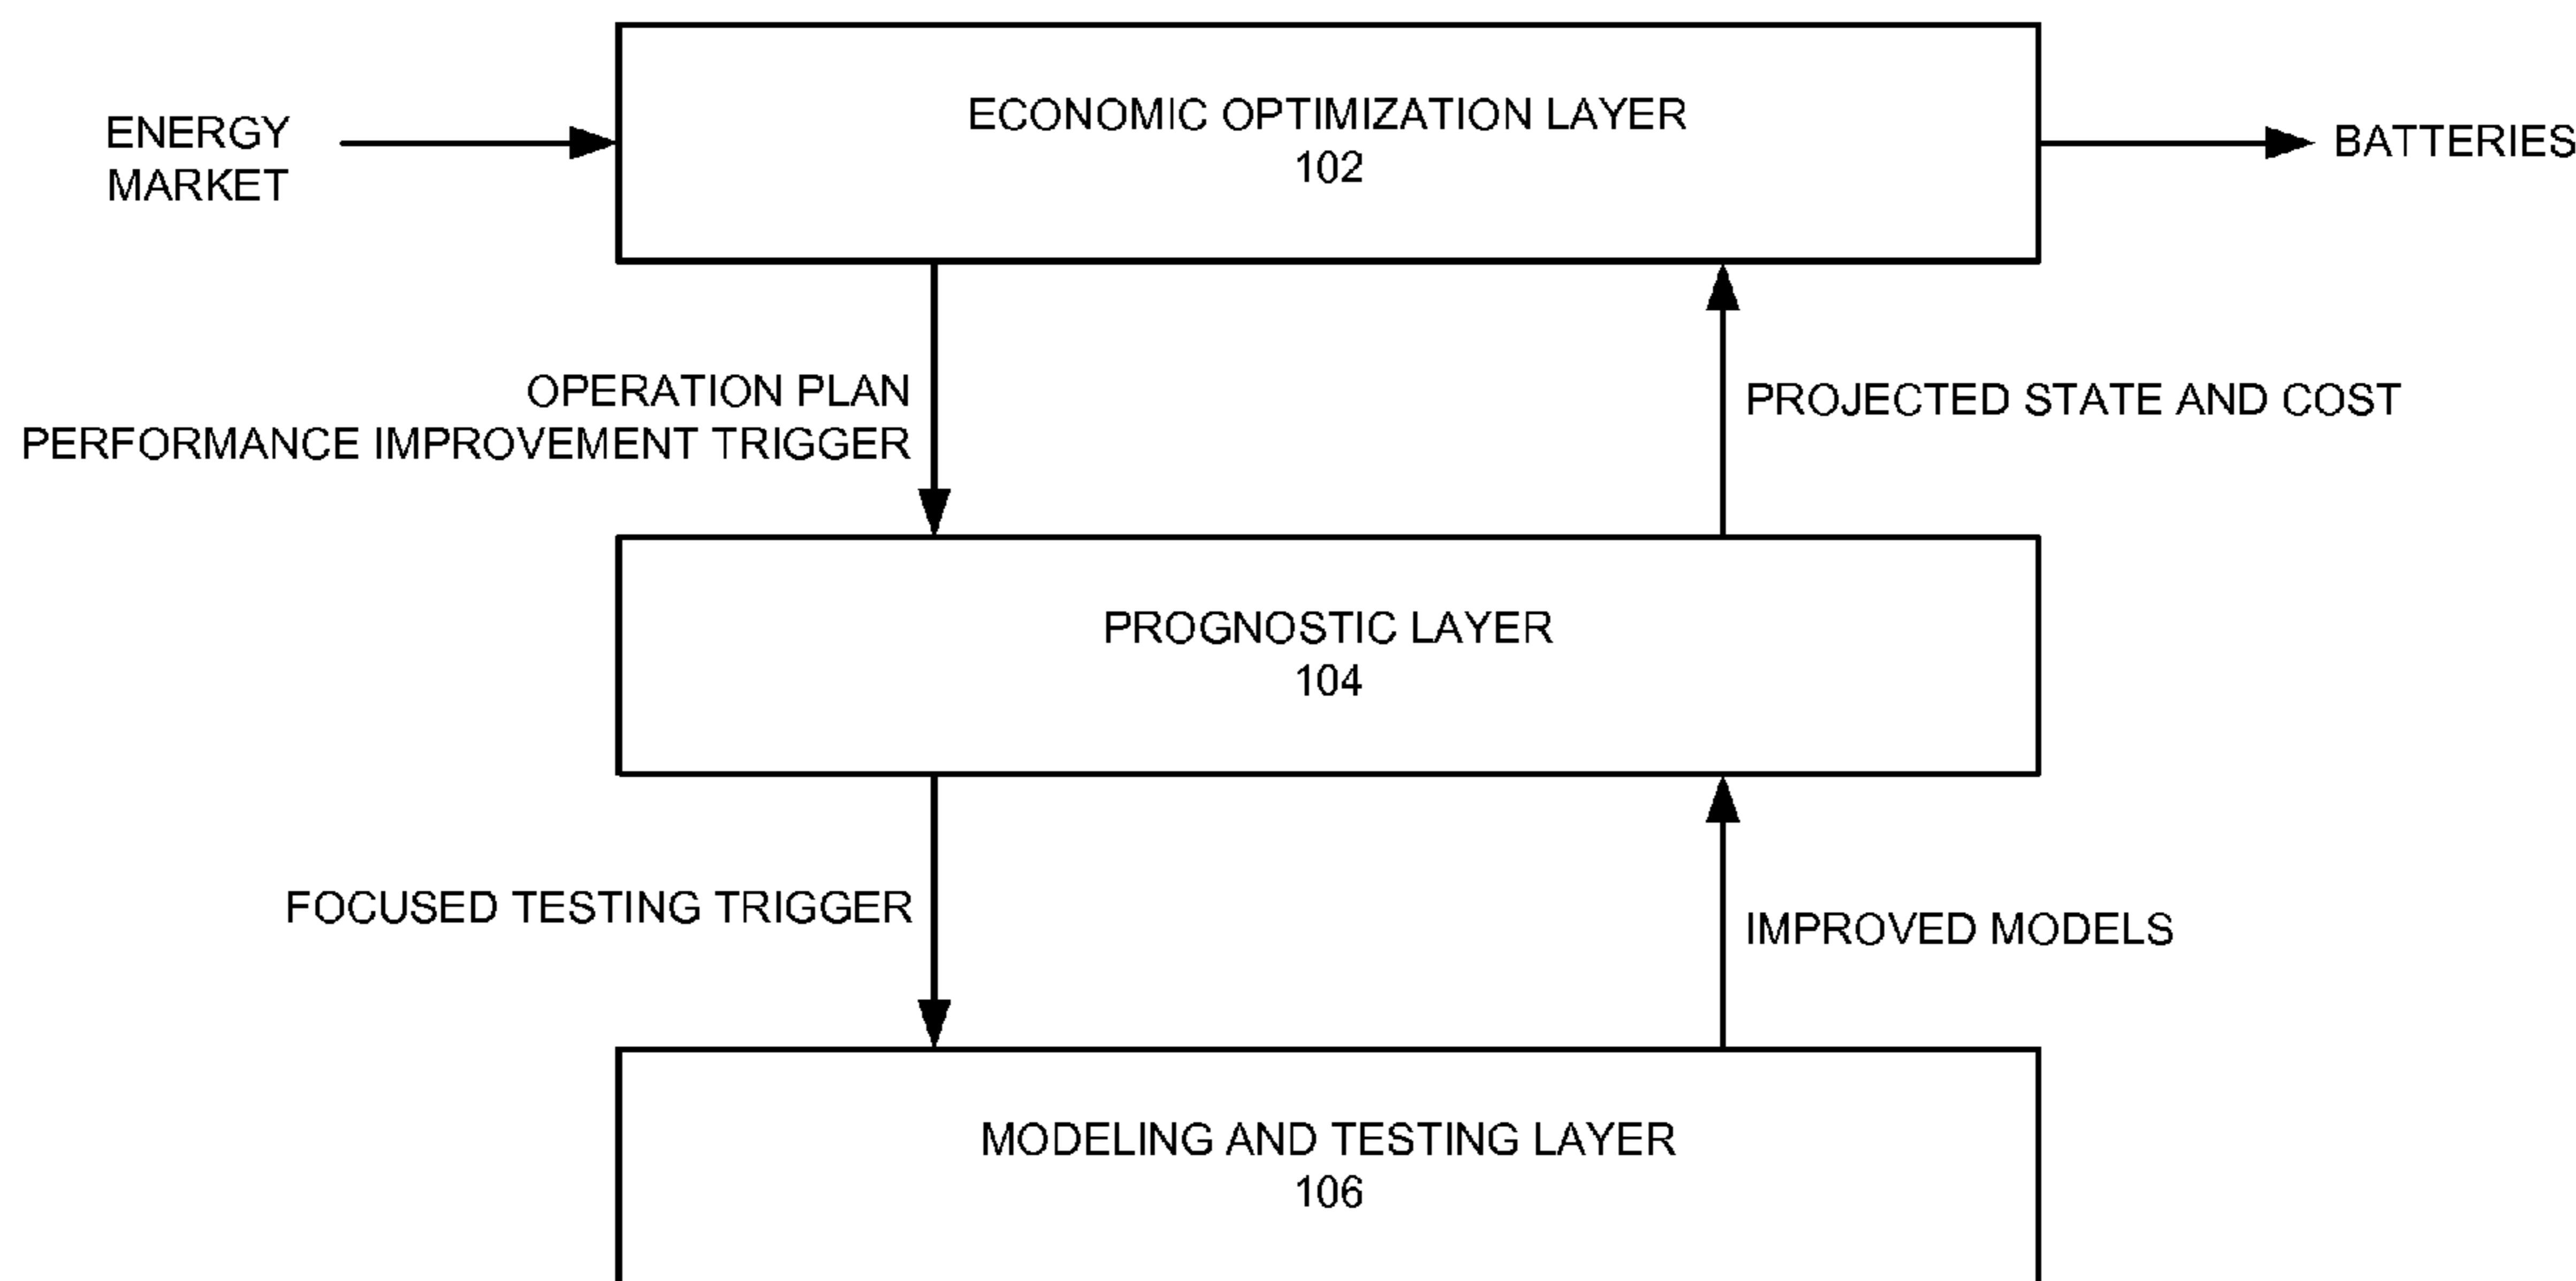 ENERGY
MARKET
ECONOMIC OPTIMIZATION LAYER
102
BATTERIES
OPERATION PLAN
PERFORMANCE IMPROVEMENT TRIGGER
PROJECTED STATE AND COST
PROGNOSTIC LAYER
104
FOCUSED TESTING TRIGGER
IMPROVED MODELS
MODELING AND TESTING LAYER
106